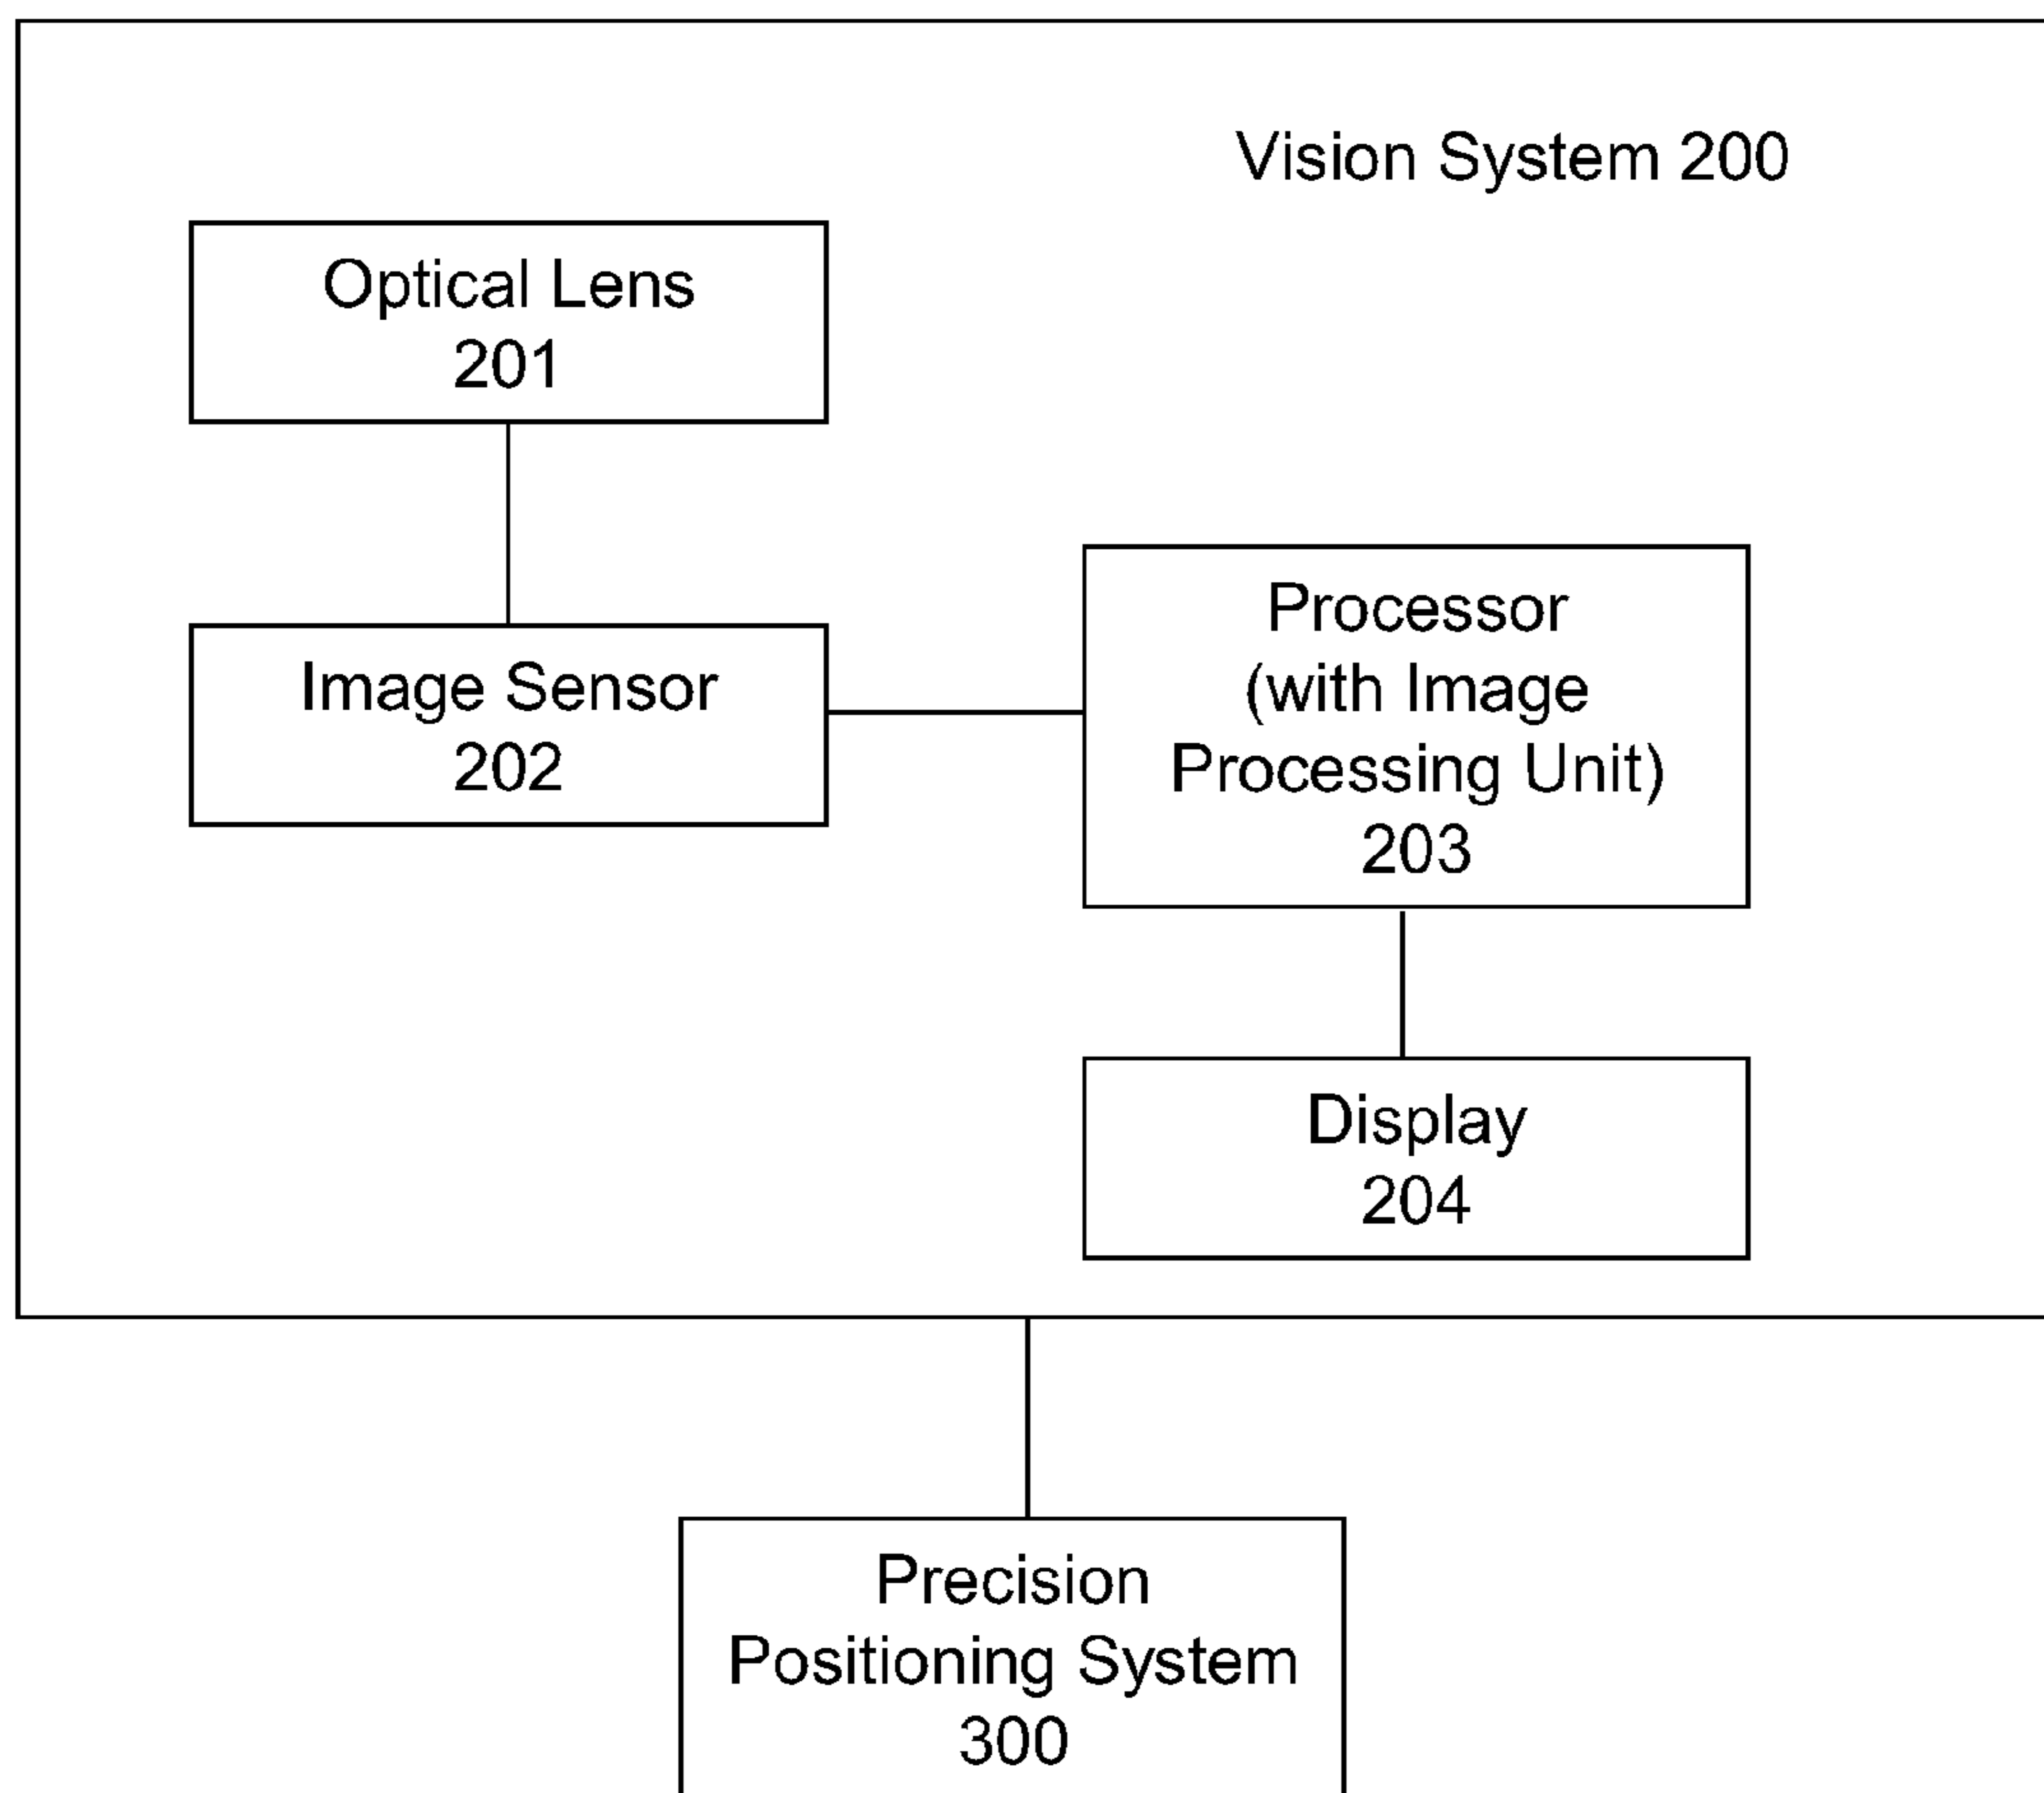 Vision System 200
Optical Lens
201
Image Sensor
202
Processor
(with Image
Processing Unit)
203
Display
204
Precision
Positioning System
300